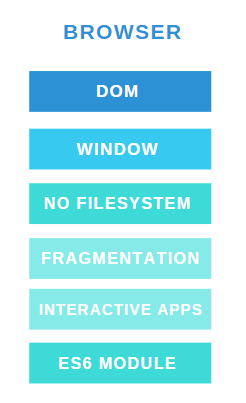 BROWSER
DOM
WINDOW
NO FILESYSTEM
FRAGMENTATION
INTERACTIVE APPS
ES6 MODULE